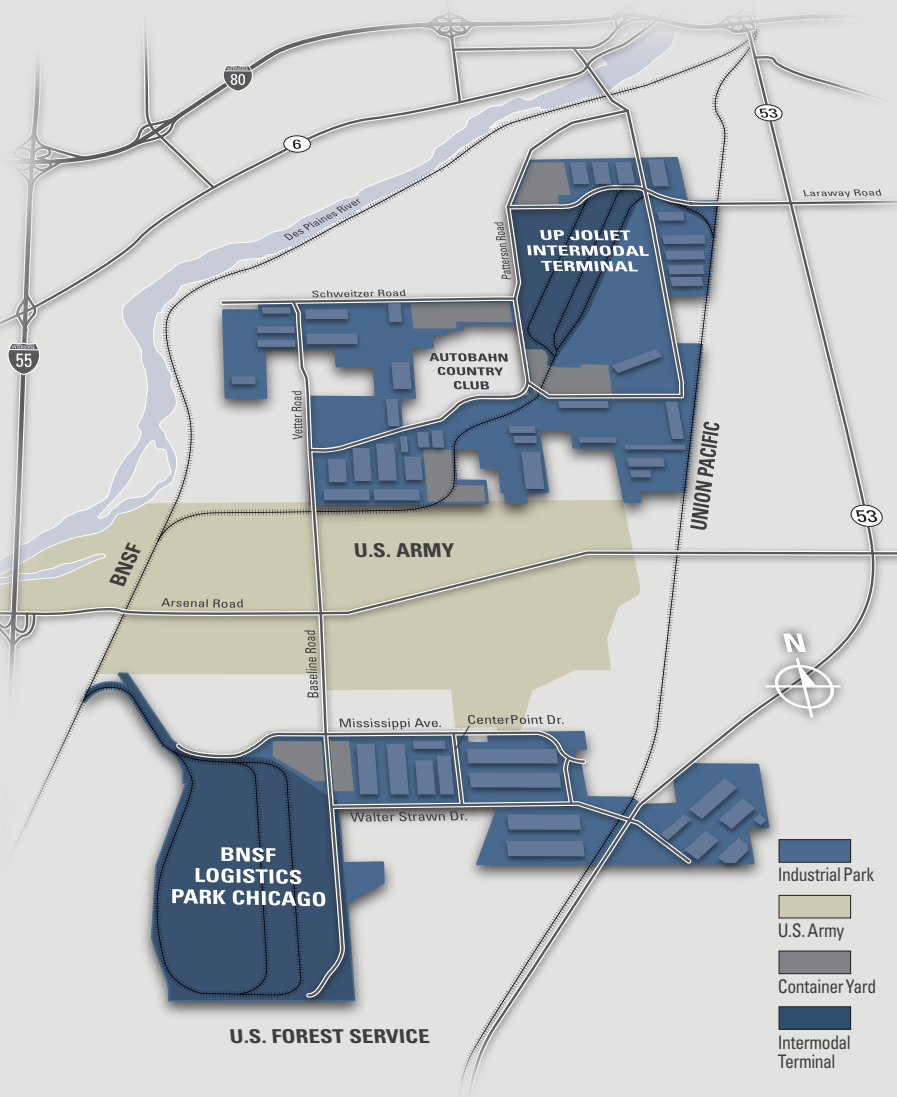 80
6
53
Laraway Road
Des Plaines River
Patterson Road
UP JOLIET
INTERMODAL
TERMINAL
Schweitzer Road
55
AUTOBAHN
COUNTRY
CLUB
Vetter Road
UNION PACIFIC
53
BNSF
U.S. ARMY
Arsenal Road
Baseline Road
N
Mississippi Ave.
CenterPoint Dr.
Walter Strawn Dr.
BNSF
LOGISTICS
PARK CHICAGO
U.S. FOREST SERVICE
Industrial Park
U.S. Army
Container Yard
Intermodal
Terminal